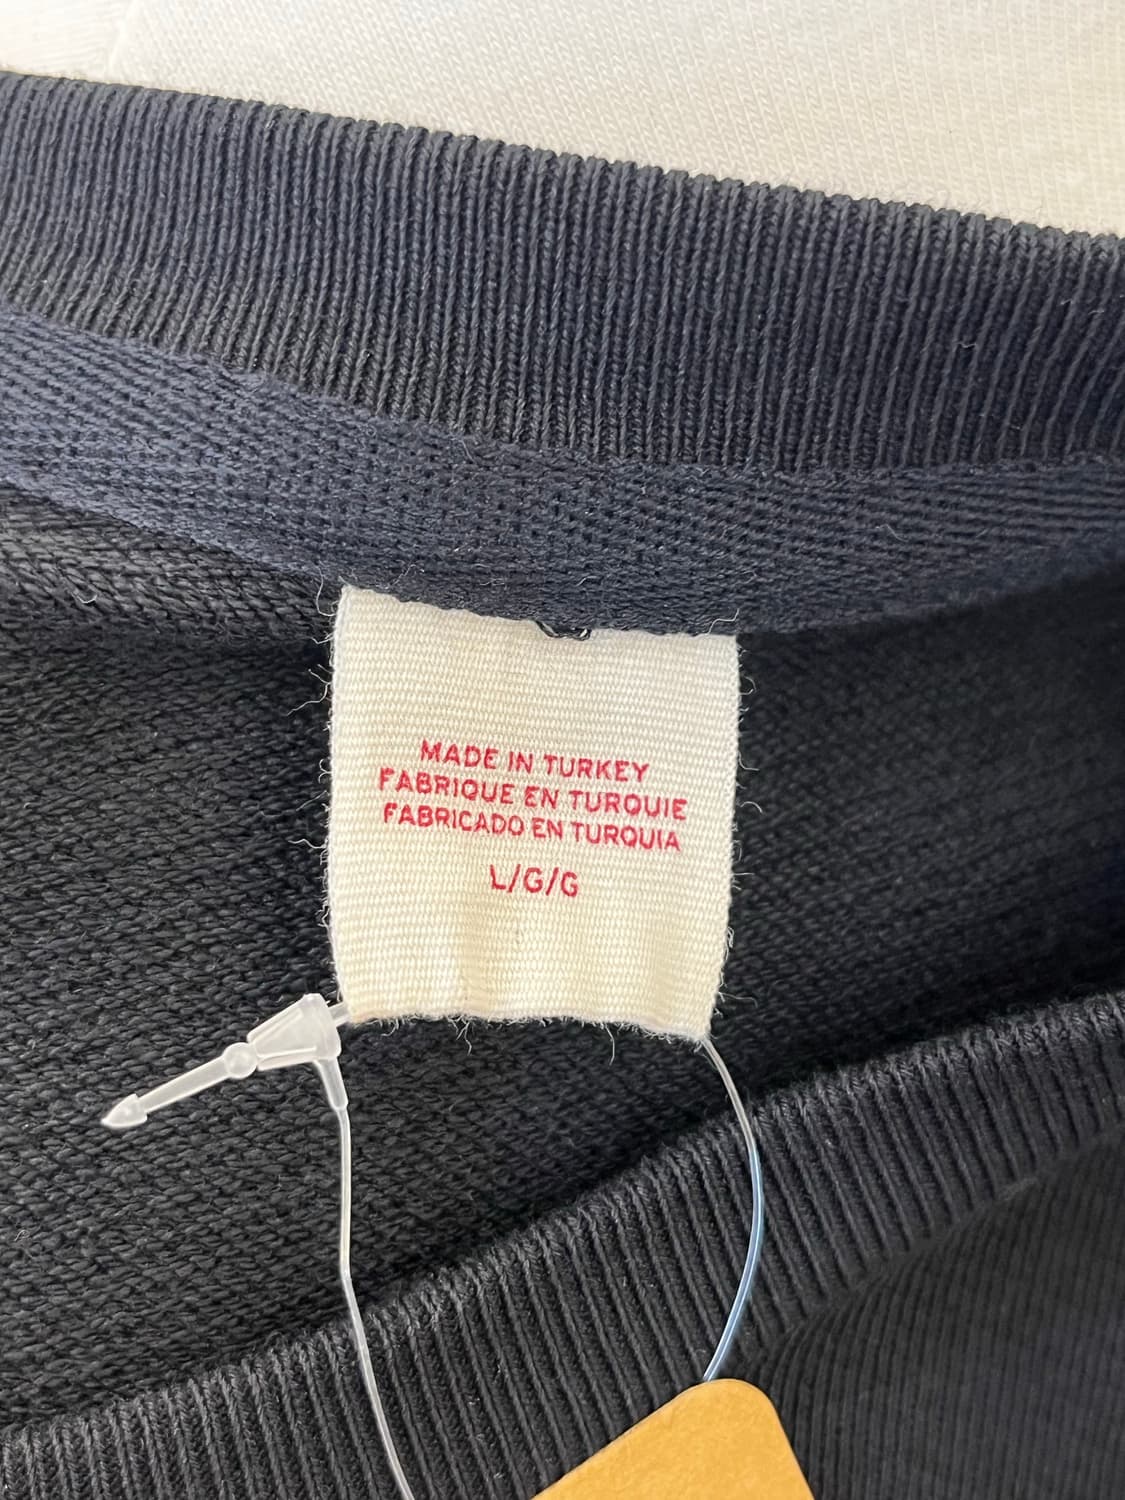 MADE IN TURKEY
FABRIQUE EN TURQUIE
FABRICADO EN TURQUIA
L/G/G